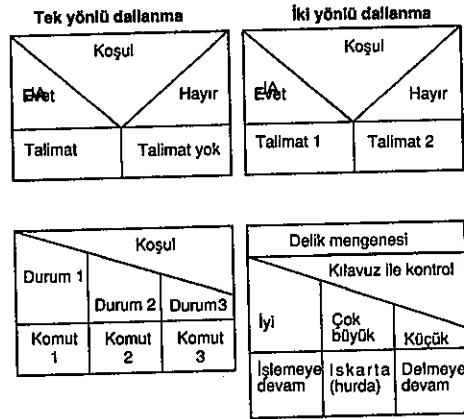 Tek yönlü dallanma
Koşul
Hayır
Talimat
Talimat yok
İki yönlü dallanma
Koşul
Hayır
Talimat 1
Talimat 2
Koşul
Durum 1
Durum 2
Durum3
Komut
1
Komut
2
Komut
3
Delik mengenesi
Kılavuz ile kontrol
İyi
Çok
büyük
Küçük
İşlemeye
devam
Iskarta
(hurda)
Delmeye
devam